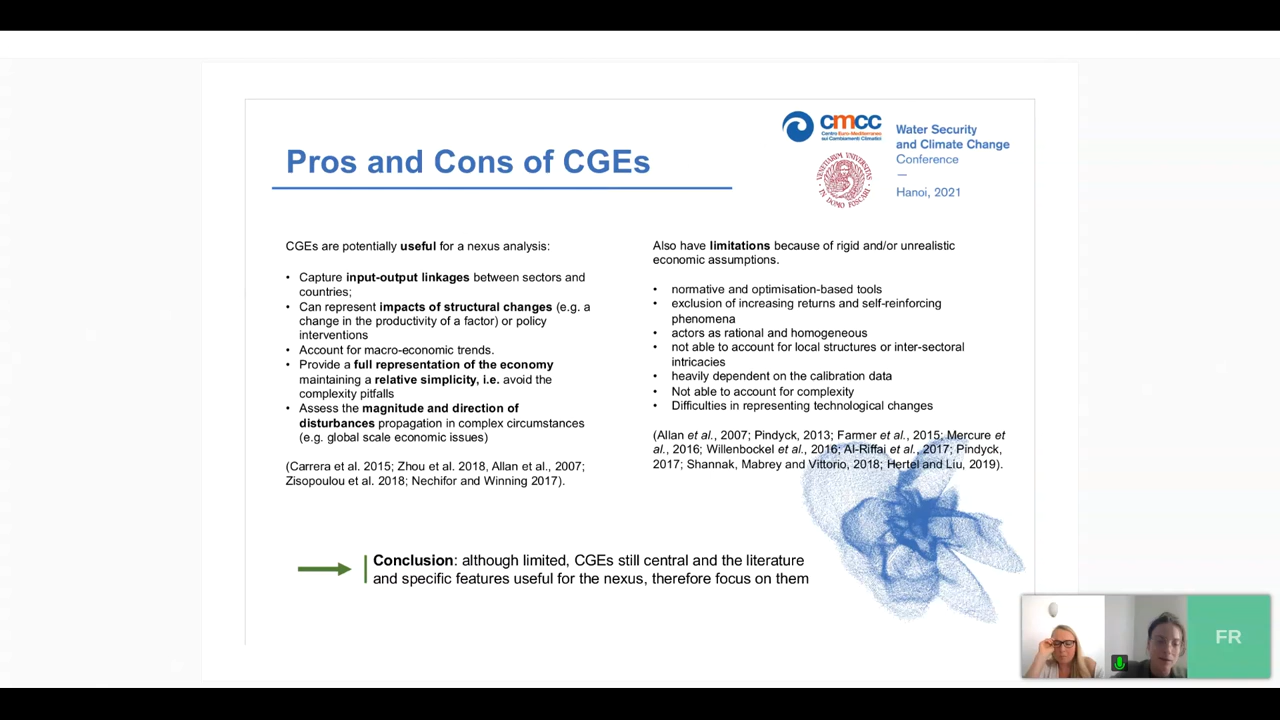 cmcc
Centro Euro-Mediterraneo
sui Cambiamenti Climatici
VENETIARUM UNIVERSITAS
IN DOMO FOSCARI
Water Security
and Climate Change
Conference
—
Hanoi, 2021
Pros and Cons of CGEs
CGEs are potentially useful for a nexus analysis:
• Capture input-output linkages between sectors and
countries;
• Can represent impacts of structural changes (e.g. a
change in the productivity of a factor) or policy
interventions
• Account for macro-economic trends.
• Provide a full representation of the economy
maintaining a relative simplicity, i.e. avoid the
complexity pitfalls
• Assess the magnitude and direction of
disturbances propagation in complex circumstances
(e.g. global scale economic issues)
(Carrera et al. 2015; Zhou et al. 2018, Allan et al., 2007;
Zisopoulou et al. 2018; Nechifor and Winning 2017).
Also have limitations because of rigid and/or unrealistic
economic assumptions.
• normative and optimisation-based tools
• exclusion of increasing returns and self-reinforcing
phenomena
• actors as rational and homogeneous
• not able to account for local structures or inter-sectoral
intricacies
• heavily dependent on the calibration data
• Not able to account for complexity
• Difficulties in representing technological changes
(Allan et al., 2007; Pindyck, 2013; Farmer et al., 2015; Mercure et
al., 2016; Willenbockel et al., 2016; Al-Riffai et al., 2017; Pindyck,
2017; Shannak, Mabrey and Vittorio, 2018; Hertel and Liu, 2019).
Conclusion: although limited, CGEs still central and the literature
and specific features useful for the nexus, therefore focus on them
FR